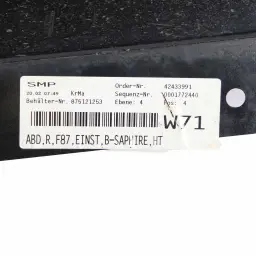 SMP Order-Nr. 42433991
KrMa Sequenz-Nr. 0001772440
Behälter-Nr. 875121253 Ebene: 4 Pos: 4
W71
ABD,R,F87,EINST,B-SAPHIRE,HT